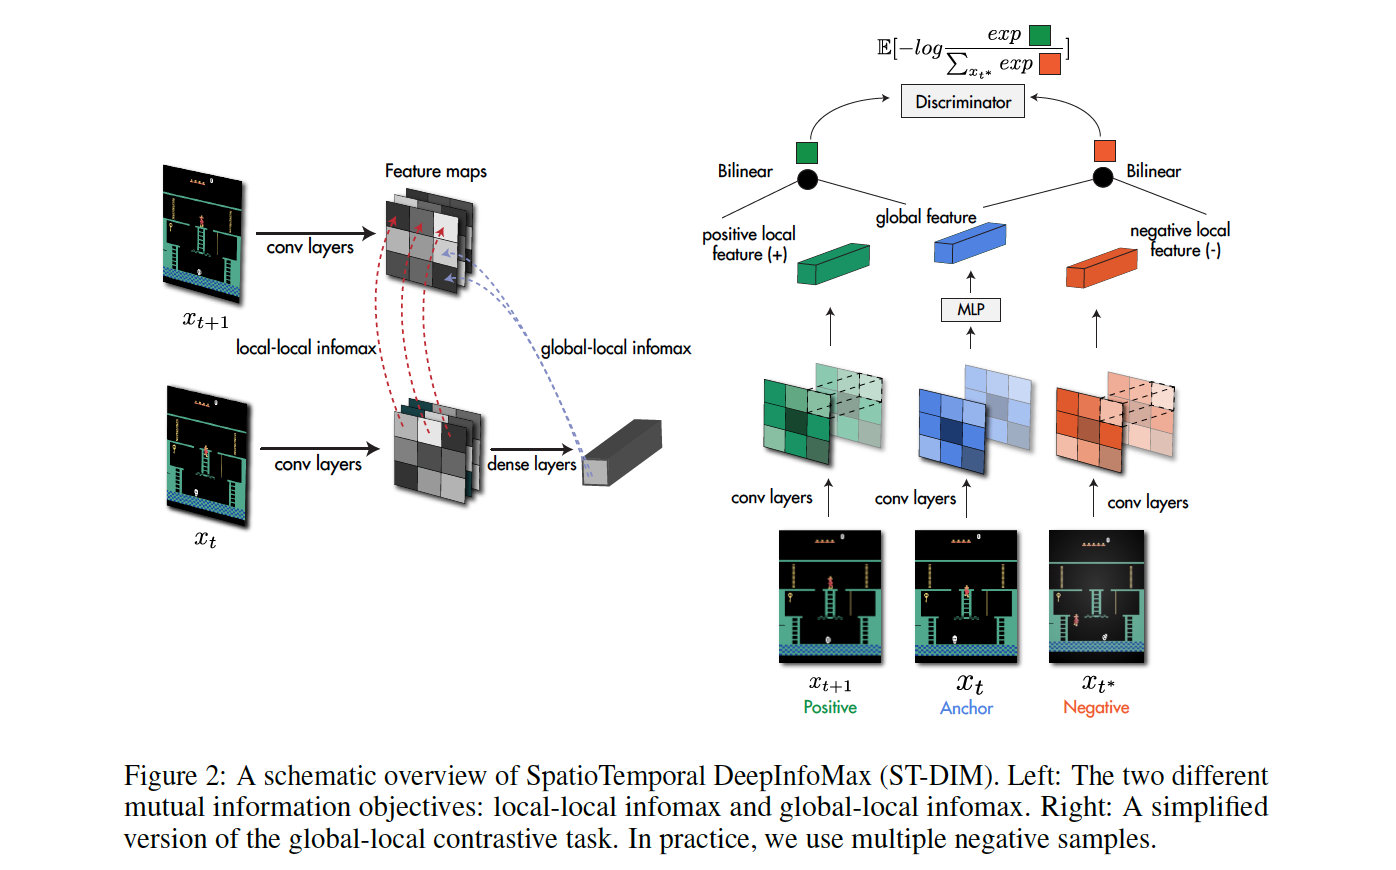 Feature maps
conv layers
x_{t+1}
local-local infomax
global-local infomax
conv layers
dense layers
x_t
𝔼[-log exp / ∑_{x_{t*}} exp ]
Discriminator
Bilinear
Bilinear
global feature
positive local
feature (+)
negative local
feature (-)
MLP
conv layers
conv layers
conv layers
x_{t+1}
x_t
x_{t*}
Positive
Anchor
Negative
Figure 2: A schematic overview of SpatioTemporal DeepInfoMax (ST-DIM). Left: The two different
mutual information objectives: local-local infomax and global-local infomax. Right: A simplified
version of the global-local contrastive task. In practice, we use multiple negative samples.